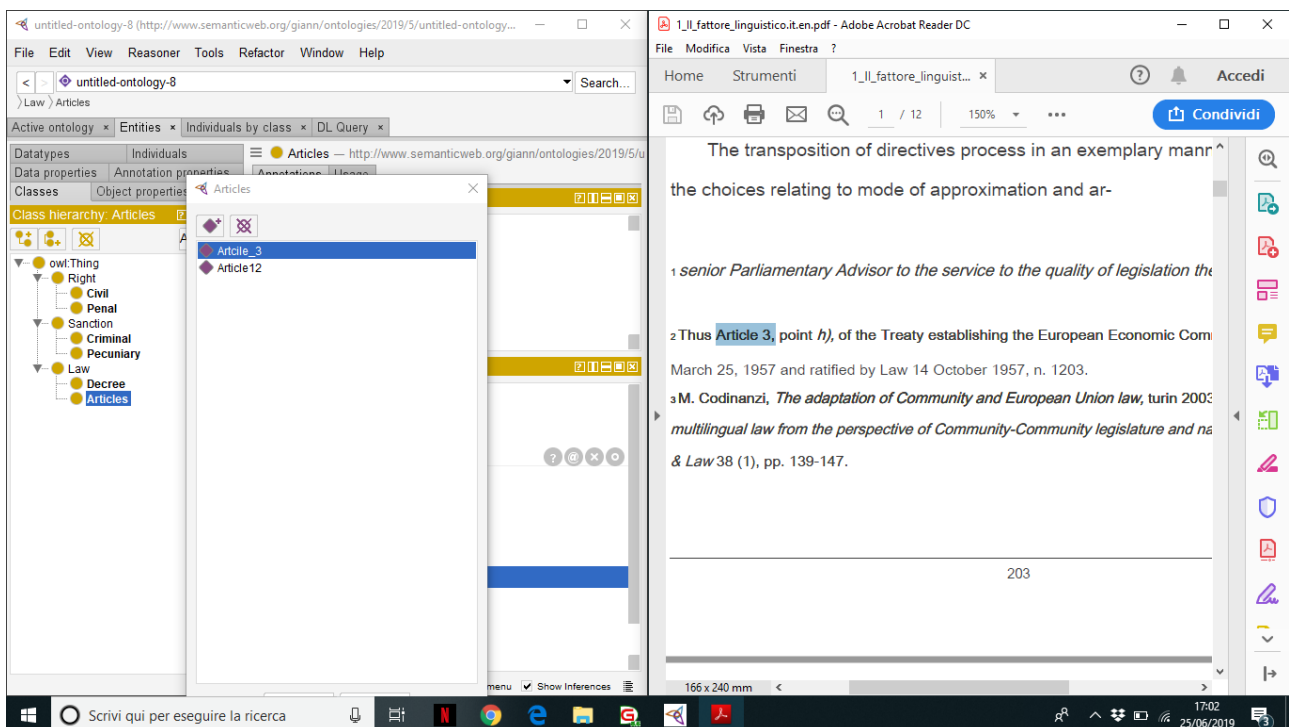 untitled-ontology-8 (http://www.semanticweb.org/giann/ontologies/2019/5/untitled-ontology...
File Edit View Reasoner Tools Refactor Window Help
< > untitled-ontology-8 Search...
Law Articles
Active ontology × Entities × Individuals by class × DL Query ×
Datatypes Individuals
Articles — http://www.semanticweb.org/giann/ontologies/2019/5/u
Data properties Annotation properties
Annotations Usage
Classes Object properties
Class hierarchy: Articles
A
owl:Thing
Right
Civil
Penal
Sanction
Criminal
Pecuniary
Law
Decree
Articles
Articles
Artcile_3
Article12
menu Show Inferences
1_Il_fattore_linguistico.it.en.pdf - Adobe Acrobat Reader DC
File Modifica Vista Finestra ?
Home Strumenti 1_Il_fattore_linguist... × Accedi
1 / 12 150% Condividi
The transposition of directives process in an exemplary mann
the choices relating to mode of approximation and ar-
1 senior Parliamentary Advisor to the service to the quality of legislation the
2 Thus Article 3, point h), of the Treaty establishing the European Economic Com
March 25, 1957 and ratified by Law 14 October 1957, n. 1203.
3 M. Codinanzi, The adaptation of Community and European Union law, turin 2003
multilingual law from the perspective of Community-Community legislature and na
& Law 38 (1), pp. 139-147.
203
166 x 240 mm
Scrivi qui per eseguire la ricerca
17:02
25/06/2019
3